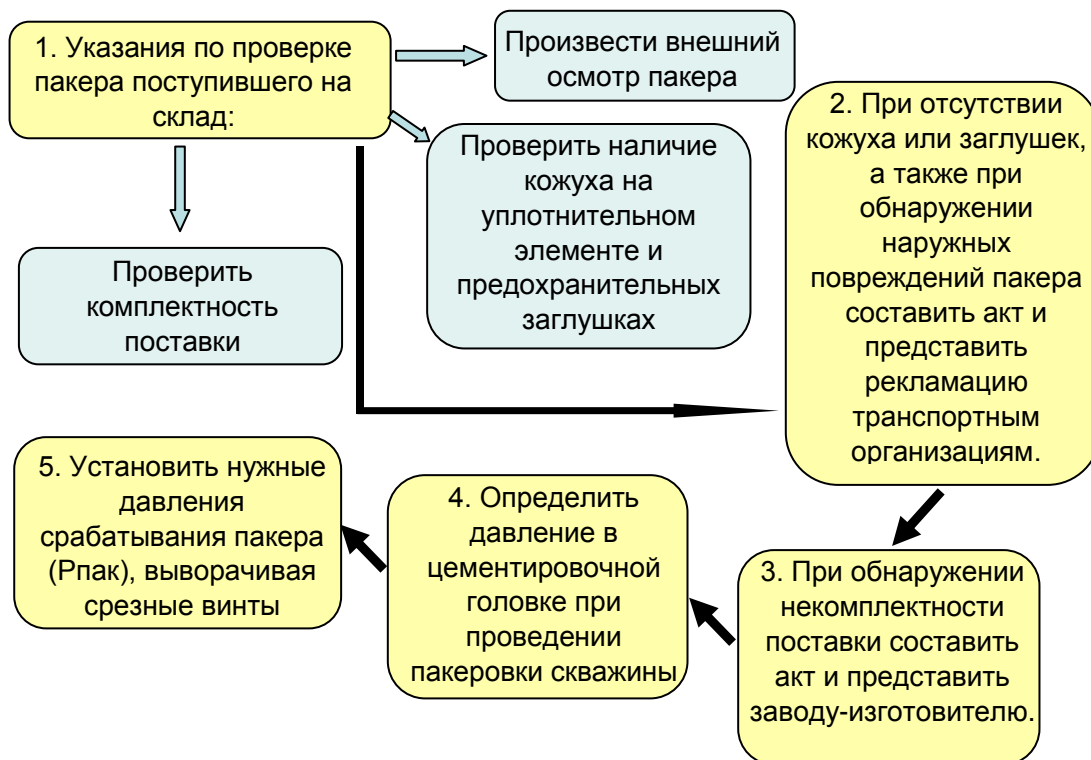 1. Указания по проверке
пакера поступившего на
склад:
Произвести внешний
осмотр пакера
Проверить наличие
кожуха на
уплотнительном
элементе и
предохранительных
заглушках
Проверить
комплектность
поставки
2. При отсутствии
кожуха или заглушек,
а также при
обнаружении
наружных
повреждений пакера
составить акт и
представить
рекламацию
транспортным
организациям.
3. При обнаружении
некомплектности
поставки составить
акт и представить
заводу-изготовителю.
4. Определить
давление в
цементировочной
головке при
проведении
пакеровки скважины
5. Установить нужные
давления
срабатывания пакера
(Рпак), выворачивая
срезные винты